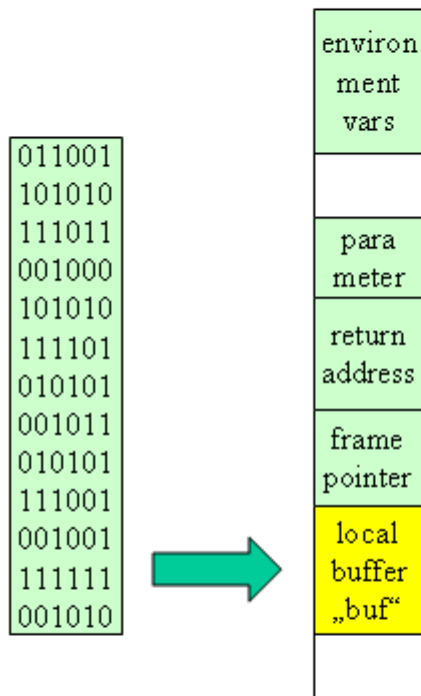 011001
101010
111011
001000
101010
111101
010101
001011
010101
111001
001001
111111
001010
environ
ment
vars
para
meter
return
address
frame
pointer
local
buffer
„buf“